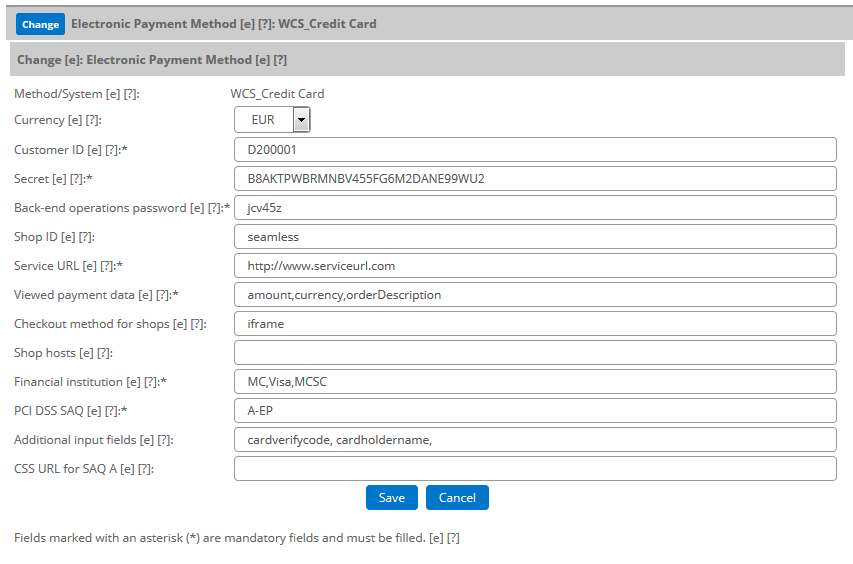 Change Electronic Payment Method [e] [?]: WCS_Credit Card
Change [e]: Electronic Payment Method [e] [?]
Method/System [e] [?]: WCS_Credit Card
Currency [e] [?]: EUR
Customer ID [e] [?]:* D200001
Secret [e] [?]:* B8AKTPWBRMNBV455FG6M2DANE99WU2
Back-end operations password [e] [?]:* jcv45z
Shop ID [e] [?]: seamless
Service URL [e] [?]:* http://www.serviceurl.com
Viewed payment data [e] [?]:* amount,currency,orderDescription
Checkout method for shops [e] [?]: iframe
Shop hosts [e] [?]:
Financial institution [e] [?]:* MC,Visa,MCSC
PCI DSS SAQ [e] [?]:* A-EP
Additional input fields [e] [?]: cardverifycode, cardholdername,
CSS URL for SAQ A [e] [?]:
Save Cancel
Fields marked with an asterisk (*) are mandatory fields and must be filled. [e] [?]